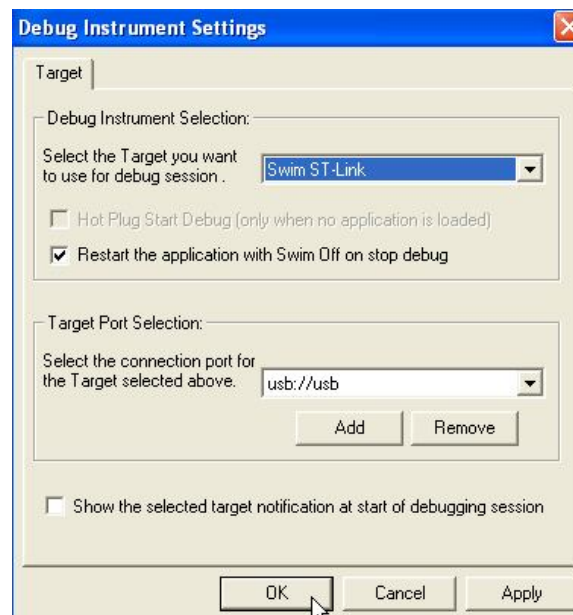 Debug Instrument Settings
Target
Debug Instrument Selection:
Select the Target you want
to use for debug session .
Swim ST-Link
Hot Plug Start Debug (only when no application is loaded)
Restart the application with Swim Off on stop debug
Target Port Selection:
Select the connection port for
the Target selected above.
usb://usb
Add
Remove
Show the selected target notification at start of debugging session
OK
Cancel
Apply